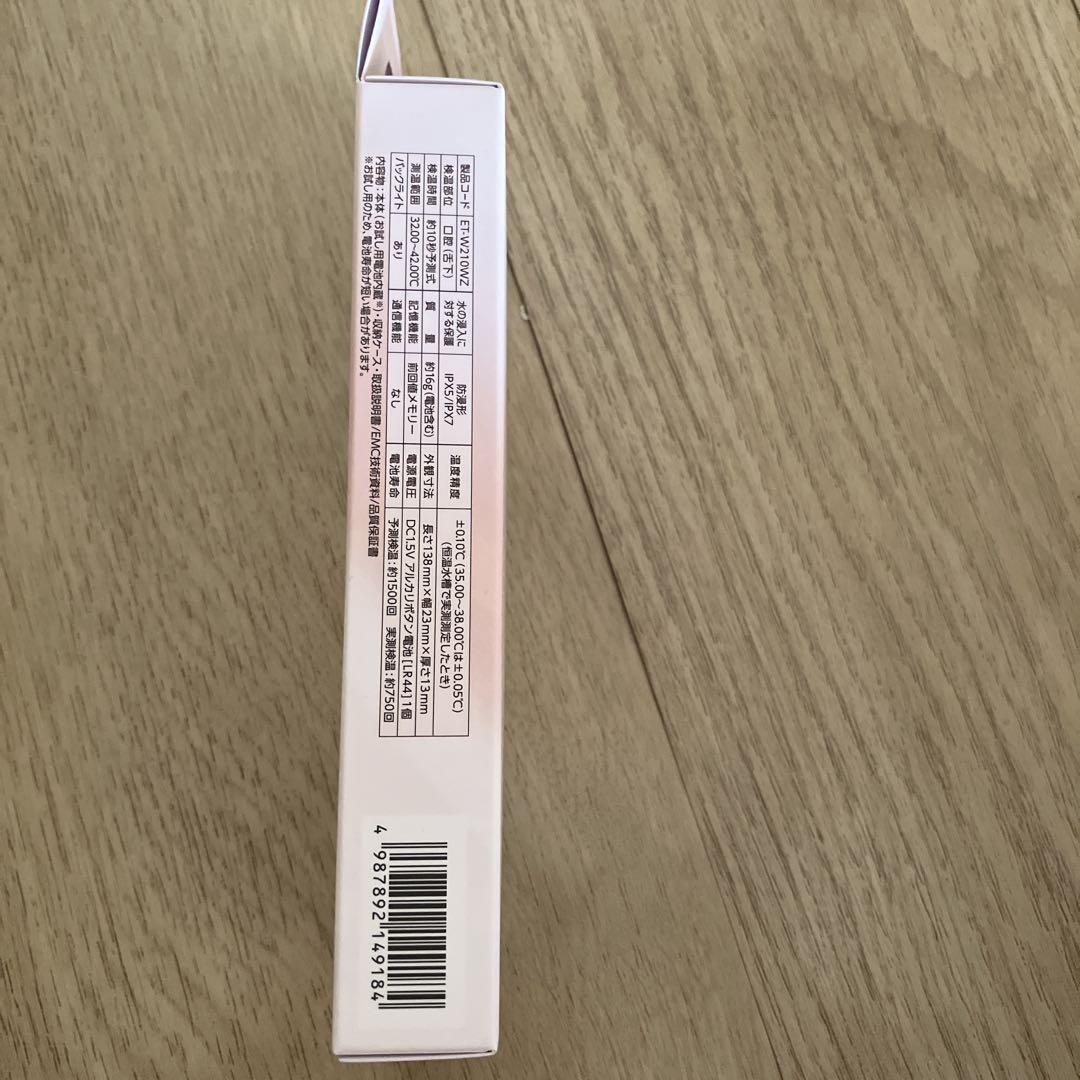 製品コード ET-W210WZ 水の浸入に対する保護 防浸形 IPX5/IPX7 温度精度 ±0.10℃(35.00~38.00℃は±0.05℃)(恒温水槽で実測測定したとき)
検温部位 口腔(舌下)
検温時間 約10秒予測式 質量 約16g(電池含む) 外観寸法 長さ138mm×幅23mm×厚さ13mm
測温範囲 32.00~42.00℃ 記憶機能 前回値メモリー 電源電圧 DC1.5V アルカリボタン電池[LR44]1個
バックライト あり 通信機能 なし 電池寿命 予測検温:約1500回 実測検温:約750回
内容物:本体(お試し用電池内蔵※)・収納ケース・取扱説明書/EMC技術資料/品質保証書
※お試し用のため、電池寿命が短い場合があります。
4 987892 149184